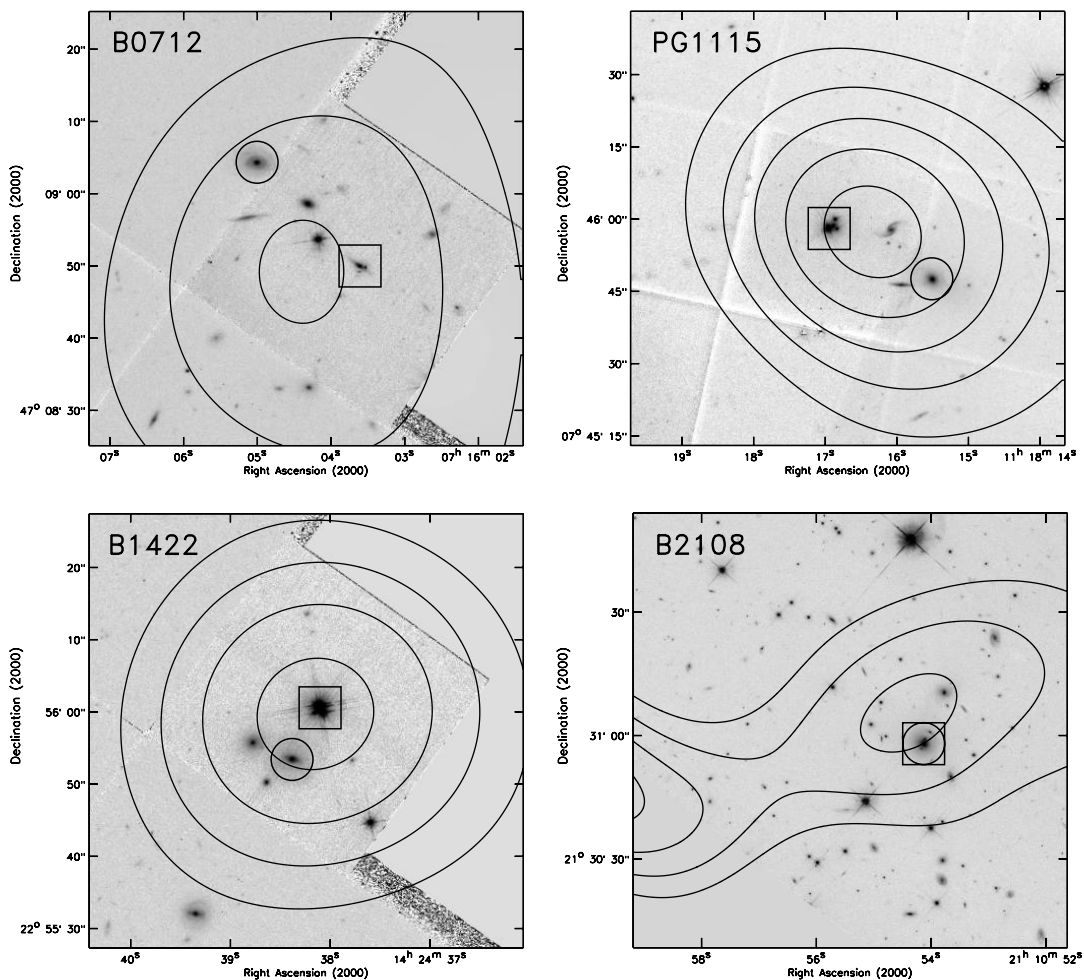 B0712
Declination (2000)
20"
10"
09' 00"
50"
40"
47° 08' 30"
07ˢ 06ˢ 05ˢ 04ˢ 03ˢ 07ʰ 16ᵐ 02ˢ
Right Ascension (2000)
PG1115
Declination (2000)
30"
15"
46' 00"
45"
30"
07° 45' 15"
19ˢ 18ˢ 17ˢ 16ˢ 15ˢ 11ʰ 18ᵐ 14ˢ
Right Ascension (2000)
B1422
Declination (2000)
20"
10"
56' 00"
50"
40"
22° 55' 30"
40ˢ 39ˢ 38ˢ 14ʰ 24ᵐ 37ˢ
Right Ascension (2000)
B2108
Declination (2000)
30"
31' 00"
21° 30' 30"
58ˢ 56ˢ 54ˢ 21ʰ 10ᵐ 52ˢ
Right Ascension (2000)